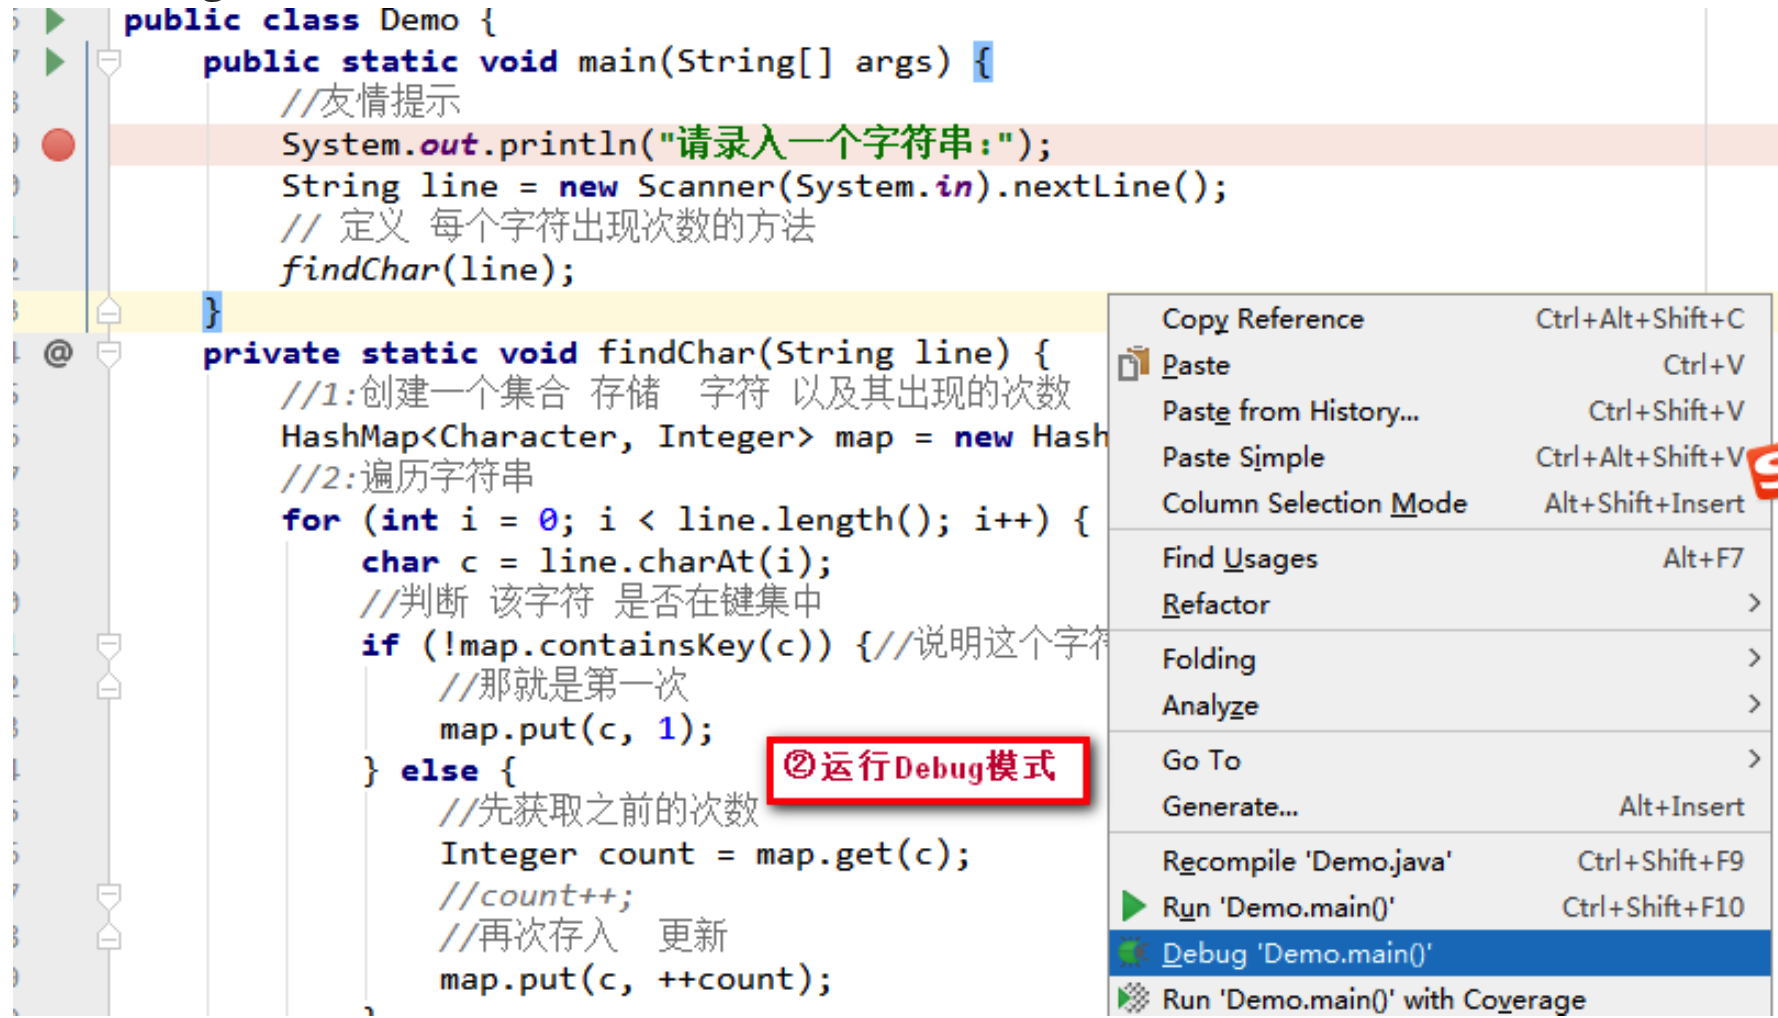 public class Demo {
public static void main(String[] args) {
//友情提示
System.out.println("请录入一个字符串:");
String line = new Scanner(System.in).nextLine();
// 定义 每个字符出现次数的方法
findChar(line);
}
@ private static void findChar(String line) {
//1:创建一个集合 存储 字符 以及其出现的次数
HashMap<Character, Integer> map = new Hash
//2:遍历字符串
for (int i = 0; i < line.length(); i++) {
char c = line.charAt(i);
//判断 该字符 是否在键集中
if (!map.containsKey(c)) {//说明这个字符
//那就是第一次
map.put(c, 1);
} else {
//先获取之前的次数
Integer count = map.get(c);
//count++;
//再次存入 更新
map.put(c, ++count);
②运行Debug模式
Copy Reference Ctrl+Alt+Shift+C
Paste Ctrl+V
Paste from History... Ctrl+Shift+V
Paste Simple Ctrl+Alt+Shift+V
Column Selection Mode Alt+Shift+Insert
Find Usages Alt+F7
Refactor
Folding
Analyze
Go To
Generate... Alt+Insert
Recompile 'Demo.java' Ctrl+Shift+F9
Run 'Demo.main()' Ctrl+Shift+F10
Debug 'Demo.main()'
Run 'Demo.main()' with Coverage